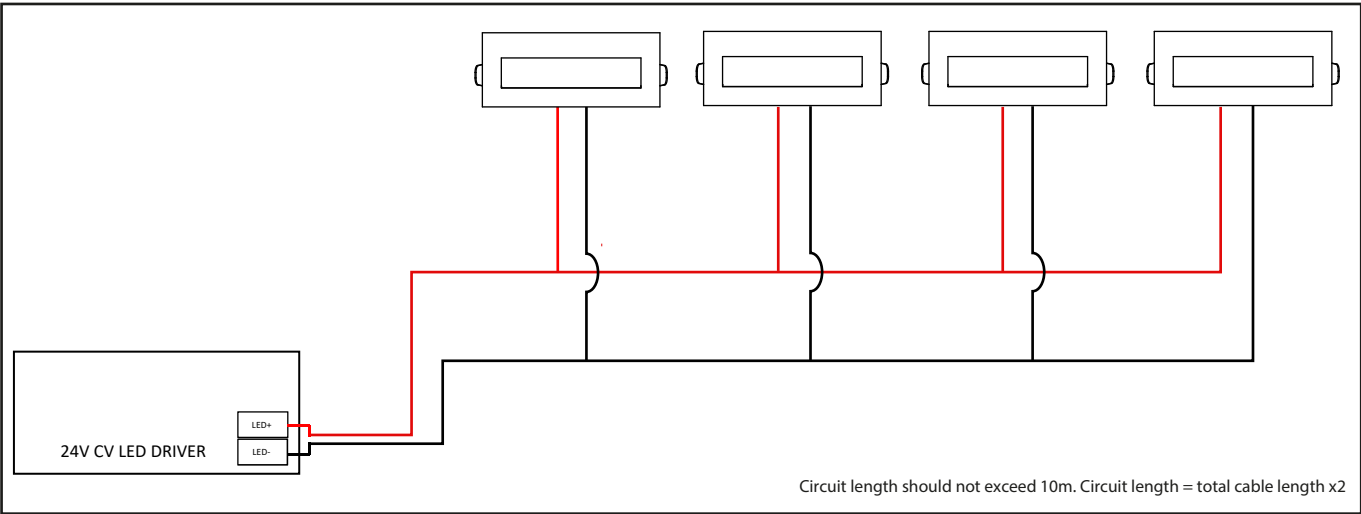 LED+
24V CV LED DRIVER
LED-
Circuit length should not exceed 10m. Circuit length = total cable length x2